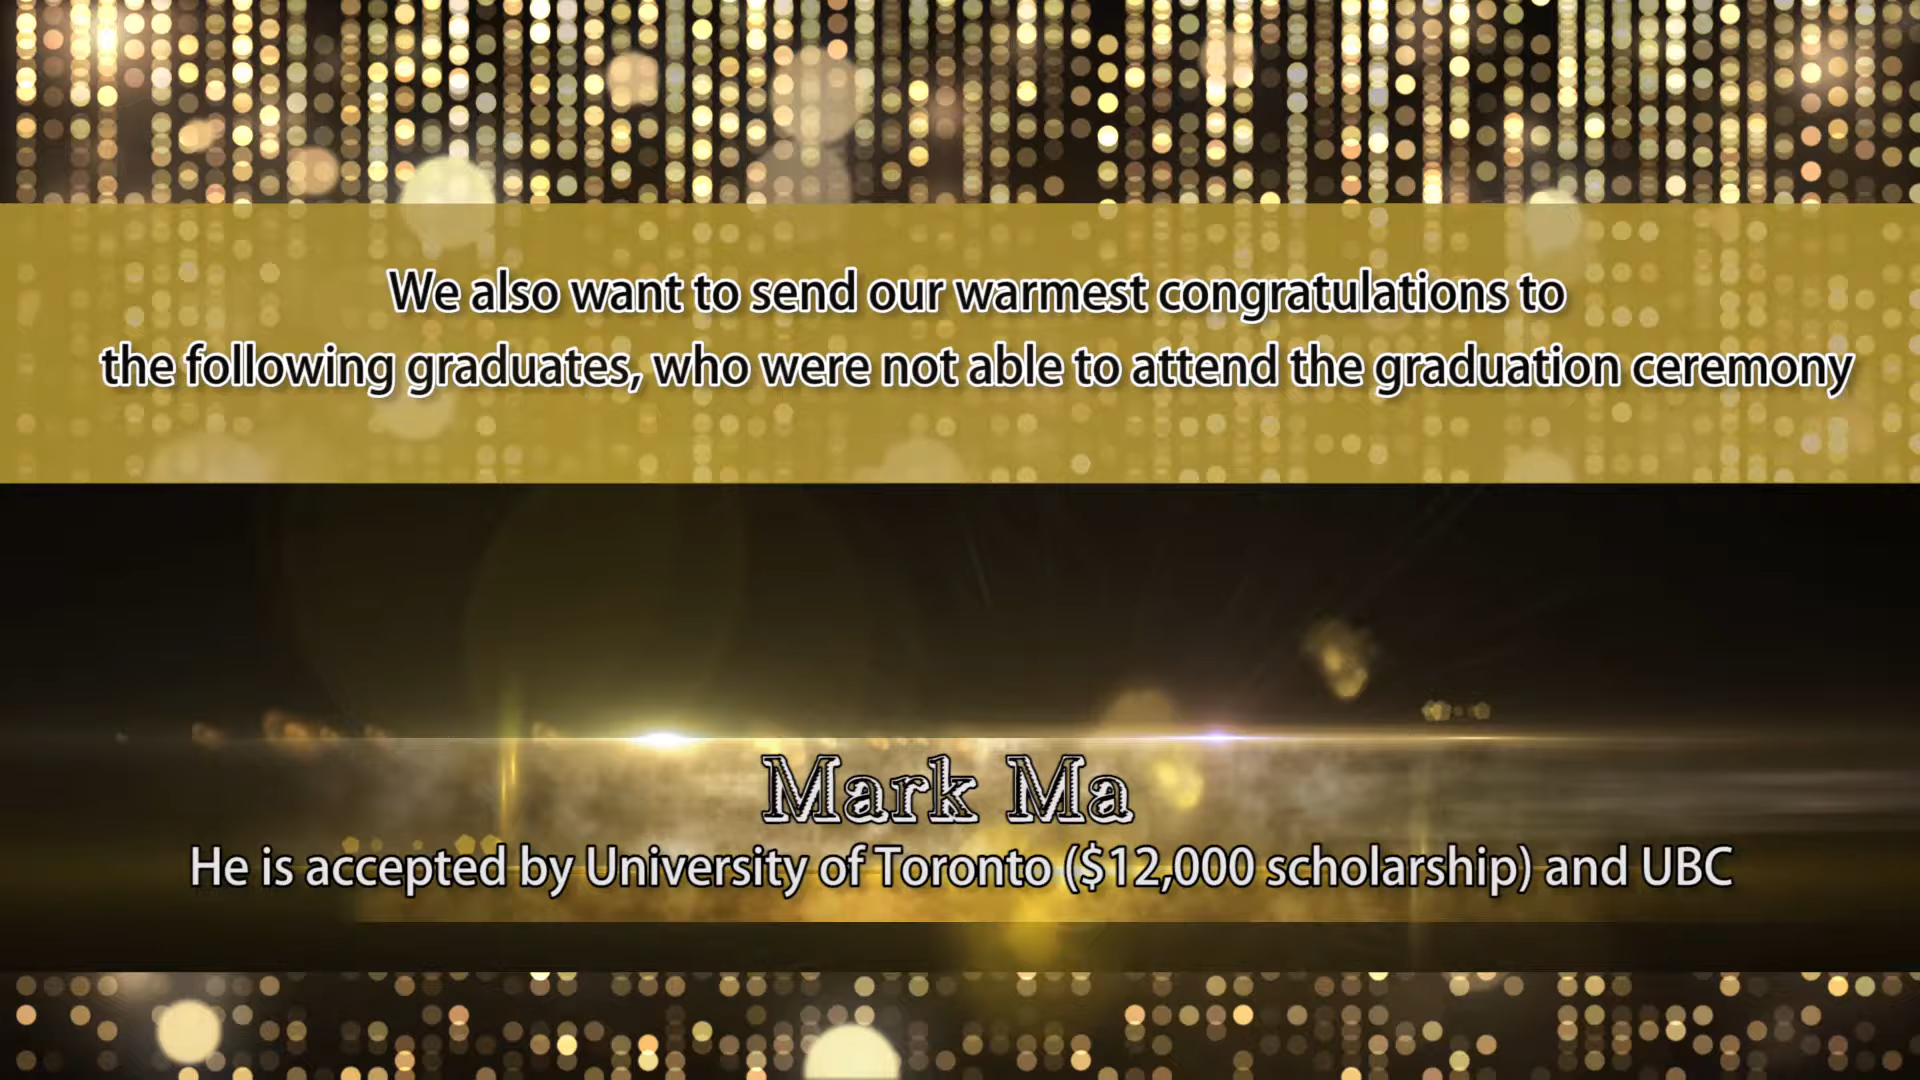 We also want to send our warmest congratulations to
the following graduates, who were not able to attend the graduation ceremony
Mark Ma
He is accepted by University of Toronto ($12,000 scholarship) and UBC